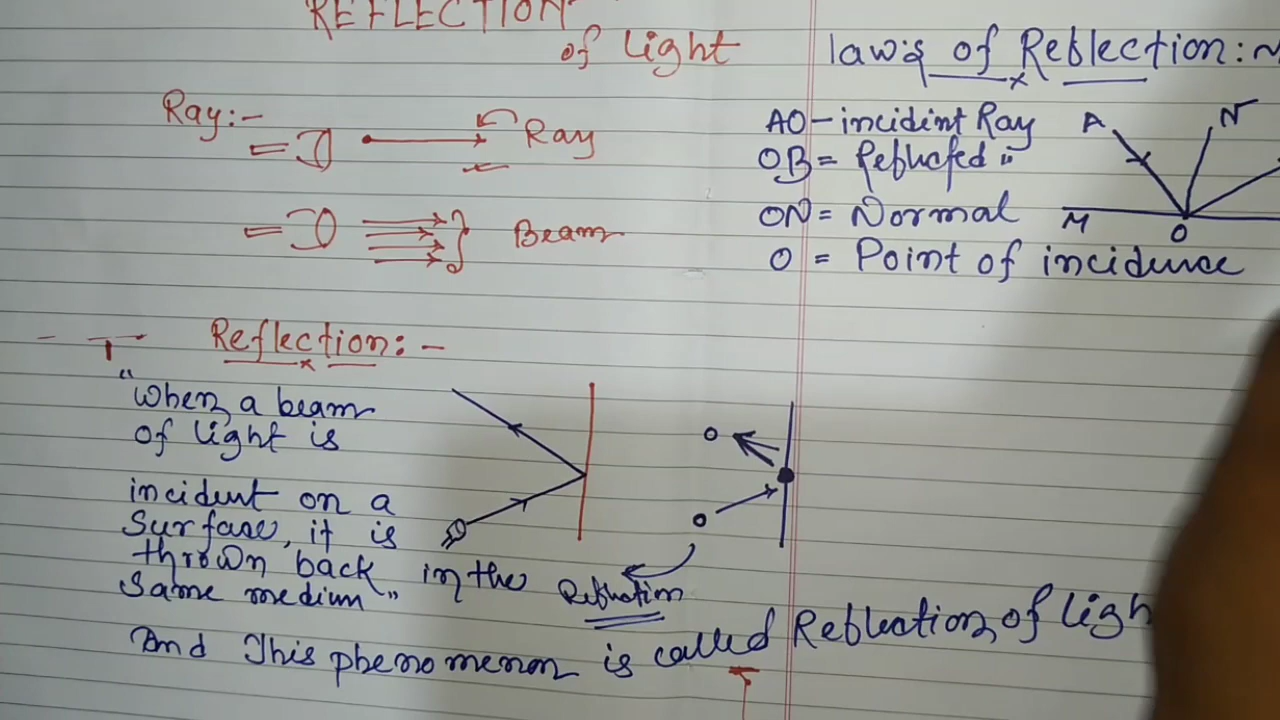 REFLECTION
of light
Ray:-
Ray
Beam
Reflection:-
"When a beam
of light is
incident on a
Surface, it is
thrown back in the
Same medium"
Reflection
And This phenomenon is called Reflection of ligh
laws of Reflection:~
AO-incident Ray
OB = Reflected "
ON = Normal
O = Point of incidence
A
N
M
O